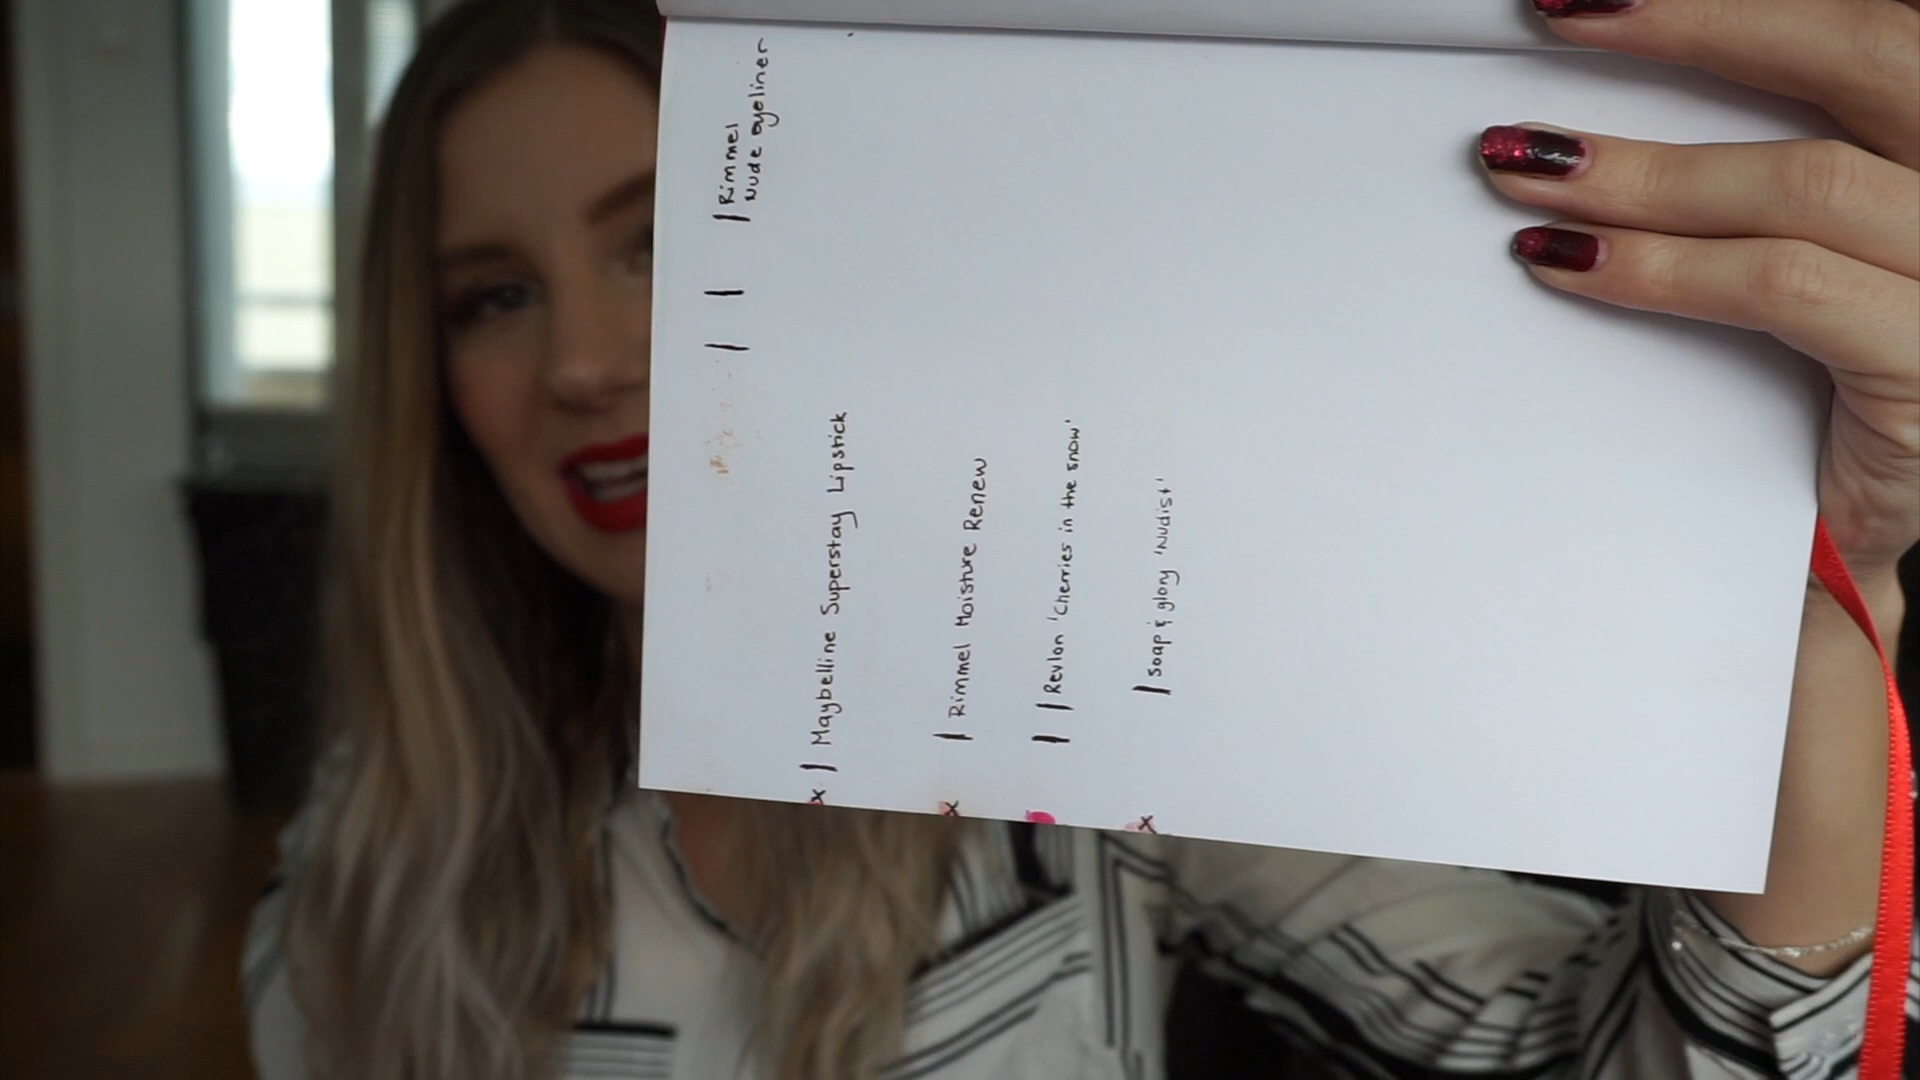 Rimmel
Nude eyeliner
x Maybelline Superstay Lipstick
x Rimmel Moisture Renew
Revlon 'Cherries in the snow'
x soap & glory 'Nudist'